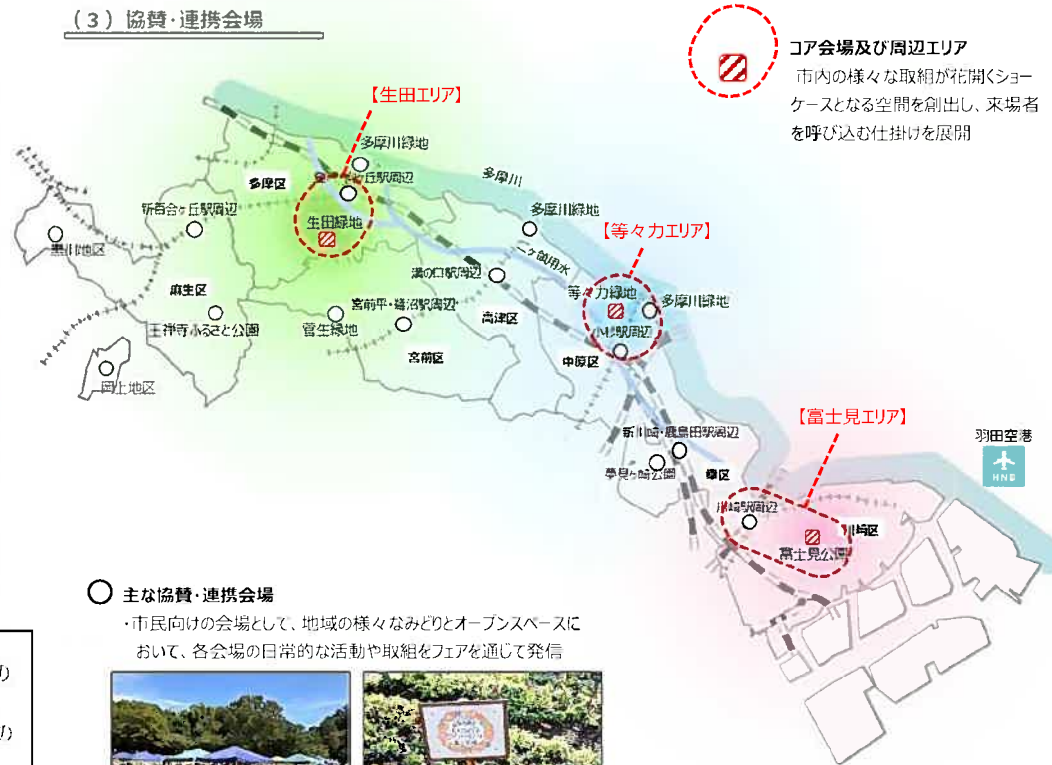 (3) 協賛・連携会場
コア会場及び周辺エリア
市内の様々な取組が花開くショー
ケースとなる空間を創出し、来場者
を呼び込む仕掛けを展開
【生田エリア】
多摩川緑地
多摩区
丘駅周辺
多摩川
新百合ヶ丘駅周辺
生田緑地
多摩川緑地
【等々力エリア】
黒川地区
二ヶ領用水
溝の口駅周辺
等々力緑地
多摩川緑地
麻生区
宮前平・鷺沼駅周辺
高津区
王禅寺ふるさと公園
菅生緑地
小杉駅周辺
宮前区
中原区
岡上地区
【富士見エリア】
新川崎・鹿島田駅周辺
羽田空港
HND
夢見ヶ崎公園
幸区
川崎駅周辺
川崎区
富士見公園
主な協賛・連携会場
・市民向けの会場として、地域の様々なみどりとオープンスペースに
おいて、各会場の日常的な活動や取組をフェアを通じて発信